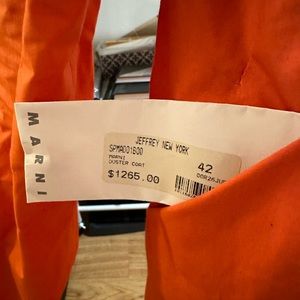 MARNI
JEFFREY NEW YORK
SPMA001600
MARNI
DUSTER COAT
42
$1265.00